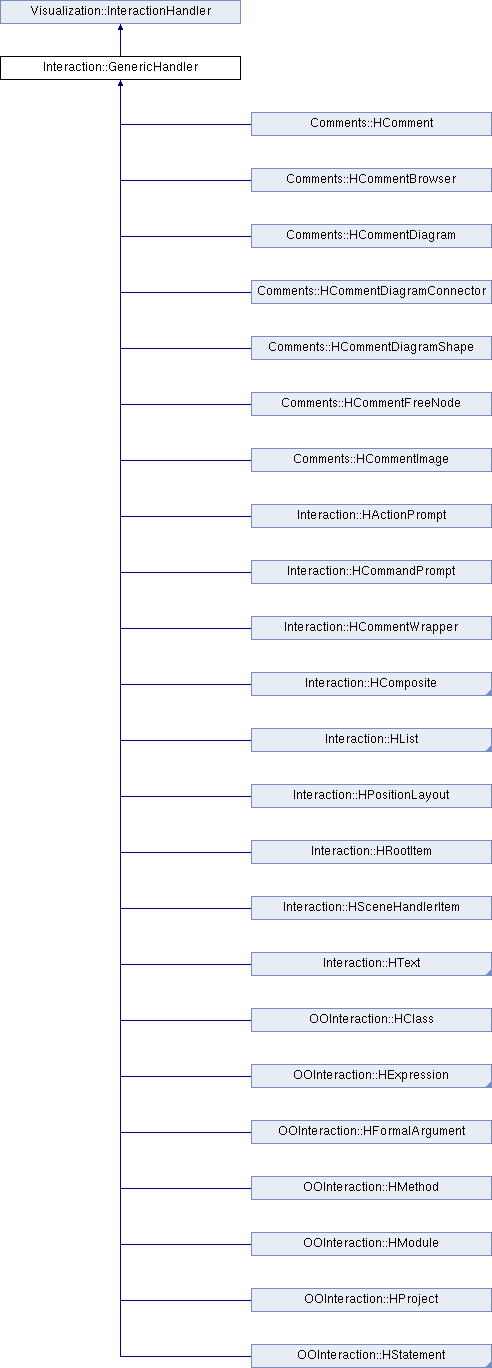 Visualization::InteractionHandler
Interaction::GenericHandler
Comments::HComment
Comments::HCommentBrowser
Comments::HCommentDiagram
Comments::HCommentDiagramConnector
Comments::HCommentDiagramShape
Comments::HCommentFreeNode
Comments::HCommentImage
Interaction::HActionPrompt
Interaction::HCommandPrompt
Interaction::HCommentWrapper
Interaction::HComposite
Interaction::HList
Interaction::HPositionLayout
Interaction::HRootItem
Interaction::HSceneHandlerItem
Interaction::HText
OOInteraction::HClass
OOInteraction::HExpression
OOInteraction::HFormalArgument
OOInteraction::HMethod
OOInteraction::HModule
OOInteraction::HProject
OOInteraction::HStatement